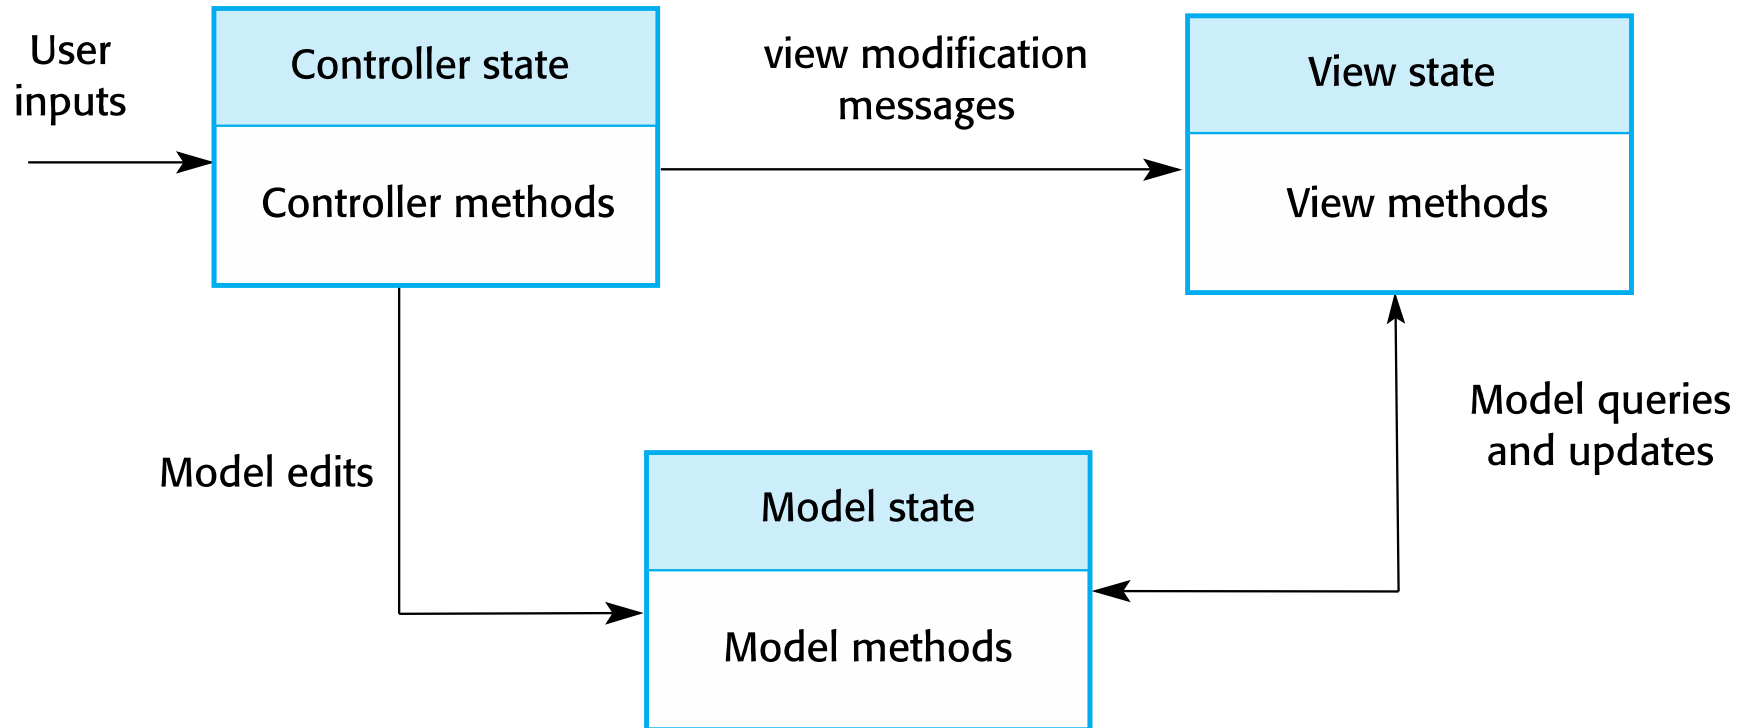 User
inputs
Controller state
Controller methods
view modification
messages
View state
View methods
Model edits
Model state
Model methods
Model queries
and updates